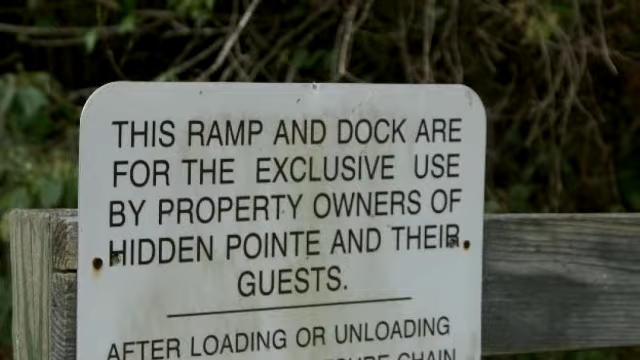 THIS RAMP AND DOCK ARE
FOR THE EXCLUSIVE USE
BY PROPERTY OWNERS OF
HIDDEN POINTE AND THEIR
GUESTS.
AFTER LOADING OR UNLOADING
CHAIN